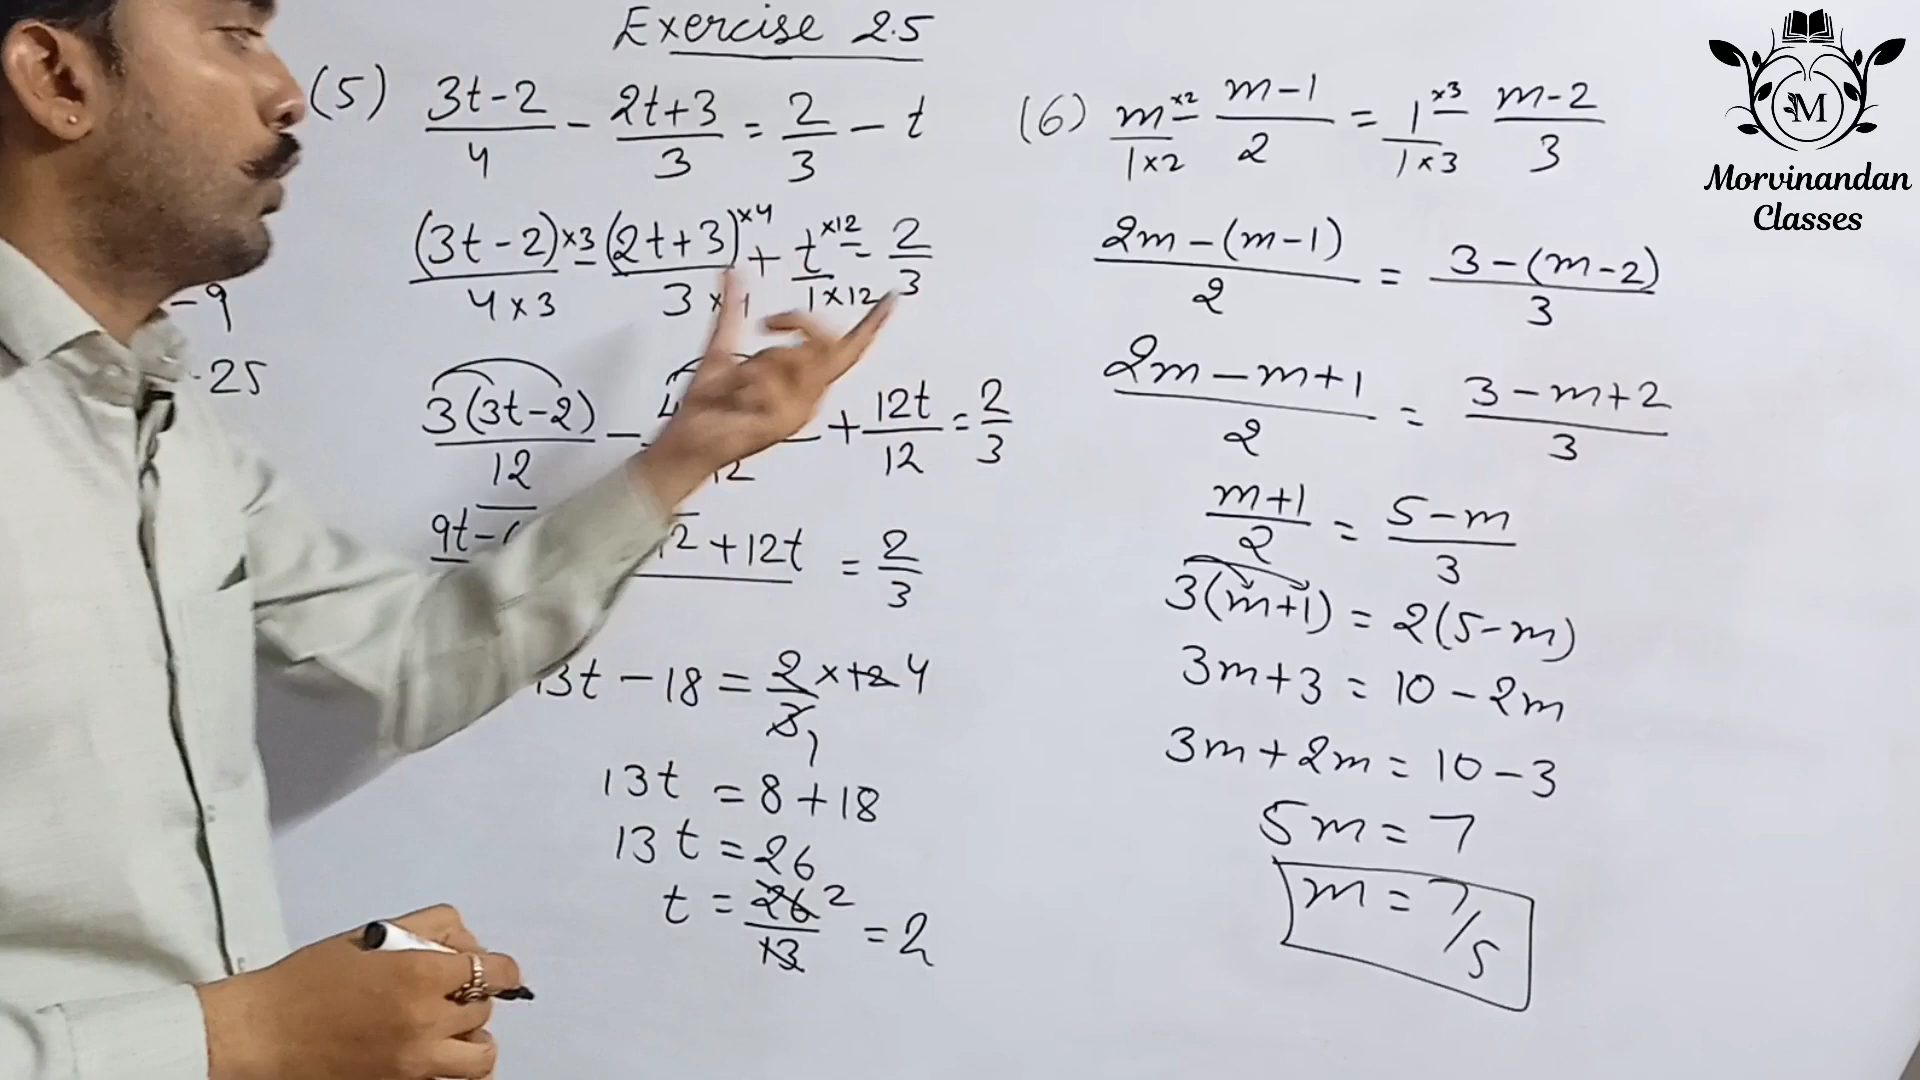 Exercise 2.5
(5) (3t-2)/4 - (2t+3)/3 = 2/3 - t
(3t-2)×3/4×3 - (2t+3)×4/3× + t×12/1×12 = 2/3
3(3t-2)/12 - /12 + 12t/12 = 2/3
9t- +12t = 2/3
13t - 18 = 2/3 × 12 4
1
13t = 8+18
13t = 26
t = 26/13 2 = 2
-9
25
(6) m×2/1×2 - (m-1)/2 = 1×3/1×3 - (m-2)/3
2m-(m-1)/2 = 3-(m-2)/3
2m-m+1/2 = 3-m+2/3
m+1/2 = 5-m/3
3(m+1) = 2(5-m)
3m+3 = 10-2m
3m+2m = 10-3
5m = 7
m = 7/5
M
Morvinandan
Classes